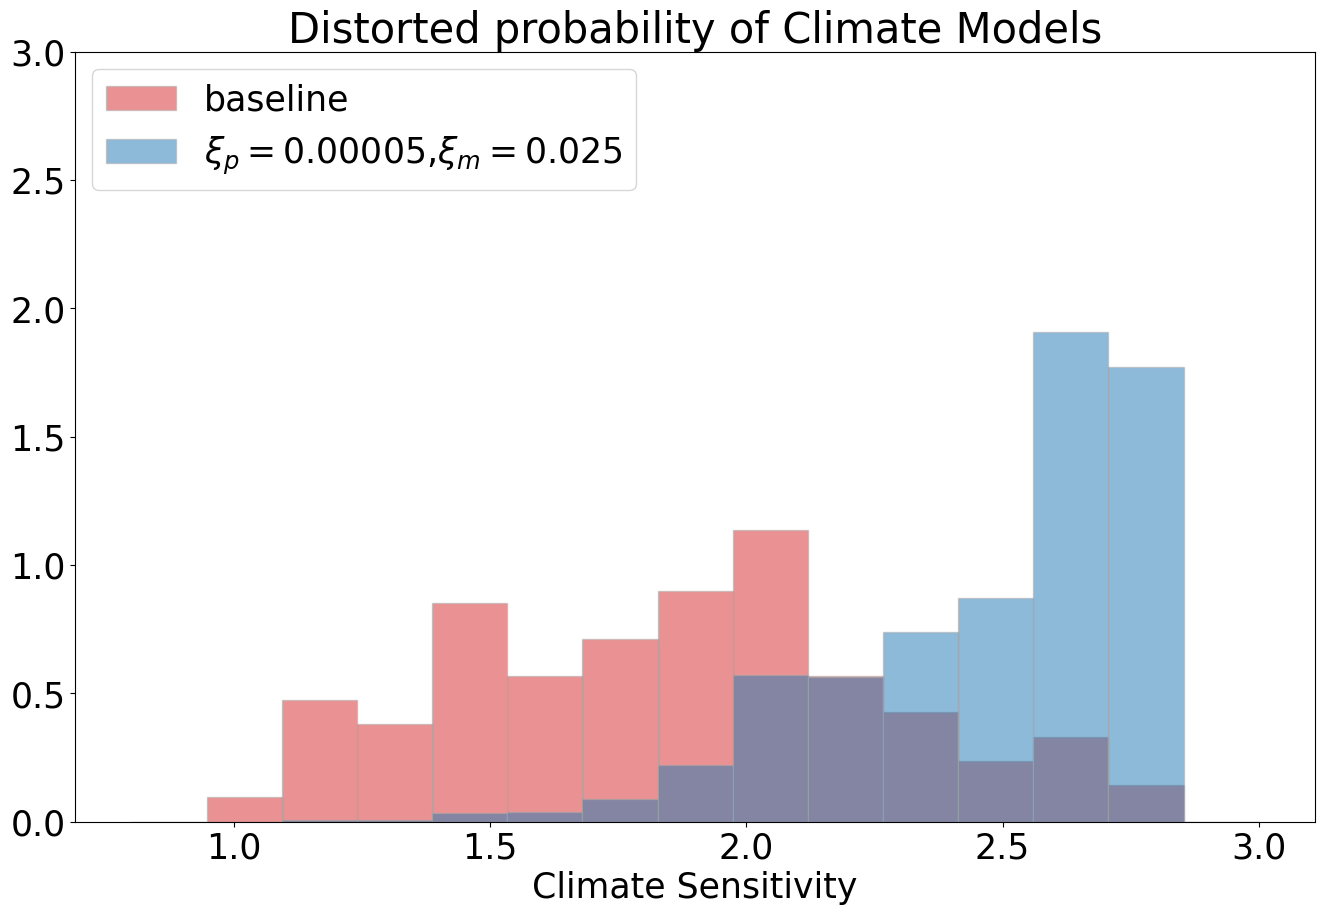 Distorted probability of Climate Models
baseline
ξp = 0.00005,ξm = 0.025
3.0
2.5
2.0
1.5
1.0
0.5
0.0
1.0 1.5 2.0 2.5 3.0
Climate Sensitivity